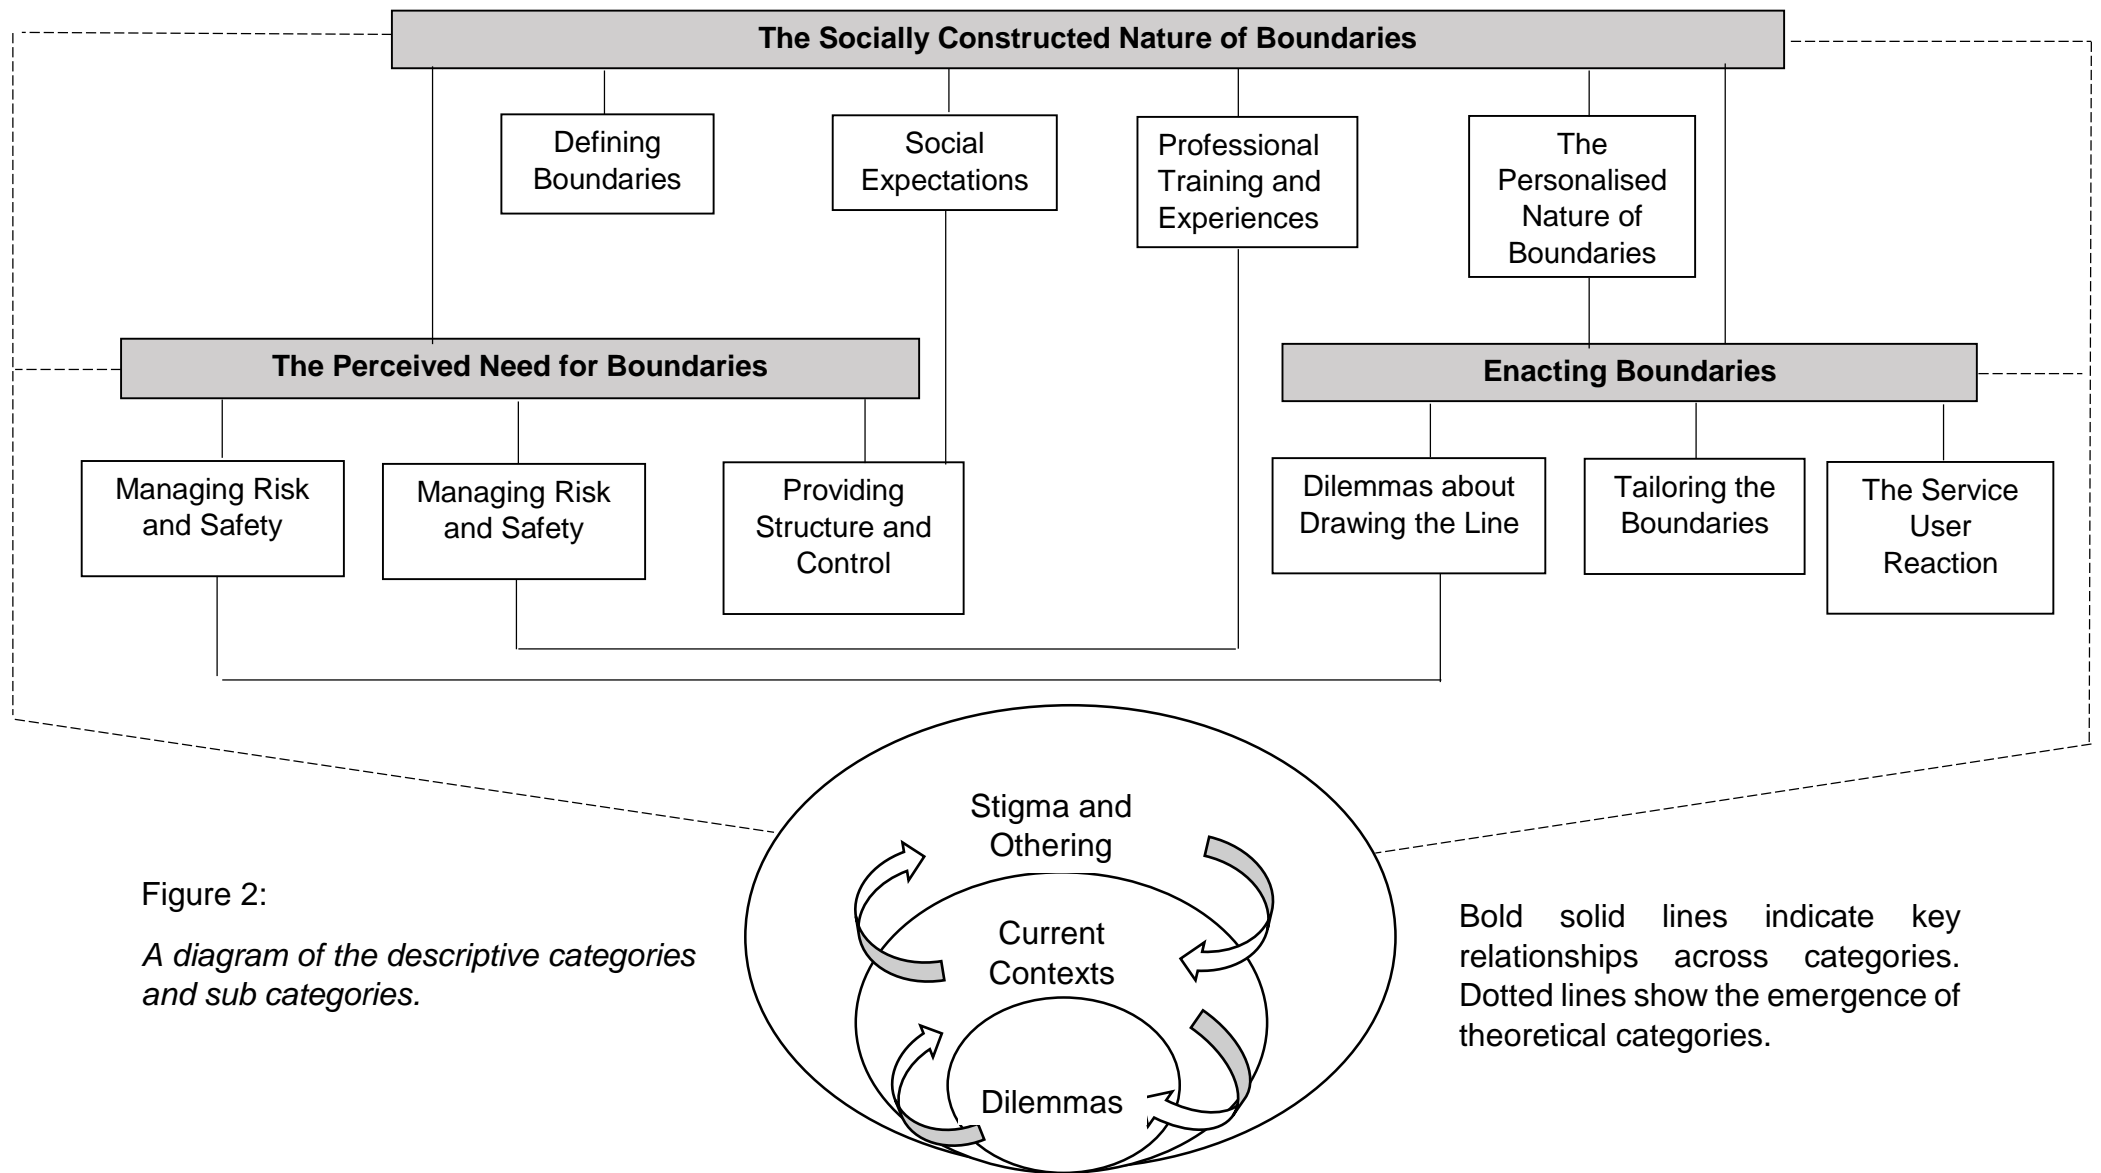 The Socially Constructed Nature of Boundaries
Defining
Boundaries
Social
Expectations
Professional
Training and
Experiences
The
Personalised
Nature of
Boundaries
The Perceived Need for Boundaries
Enacting Boundaries
Managing Risk
and Safety
Managing Risk
and Safety
Providing
Structure and
Control
Dilemmas about
Drawing the Line
Tailoring the
Boundaries
The Service
User
Reaction
Stigma and
Othering
Current
Contexts
Dilemmas
Figure 2:
A diagram of the descriptive categories
and sub categories.
Bold solid lines indicate key
relationships across categories.
Dotted lines show the emergence of
theoretical categories.